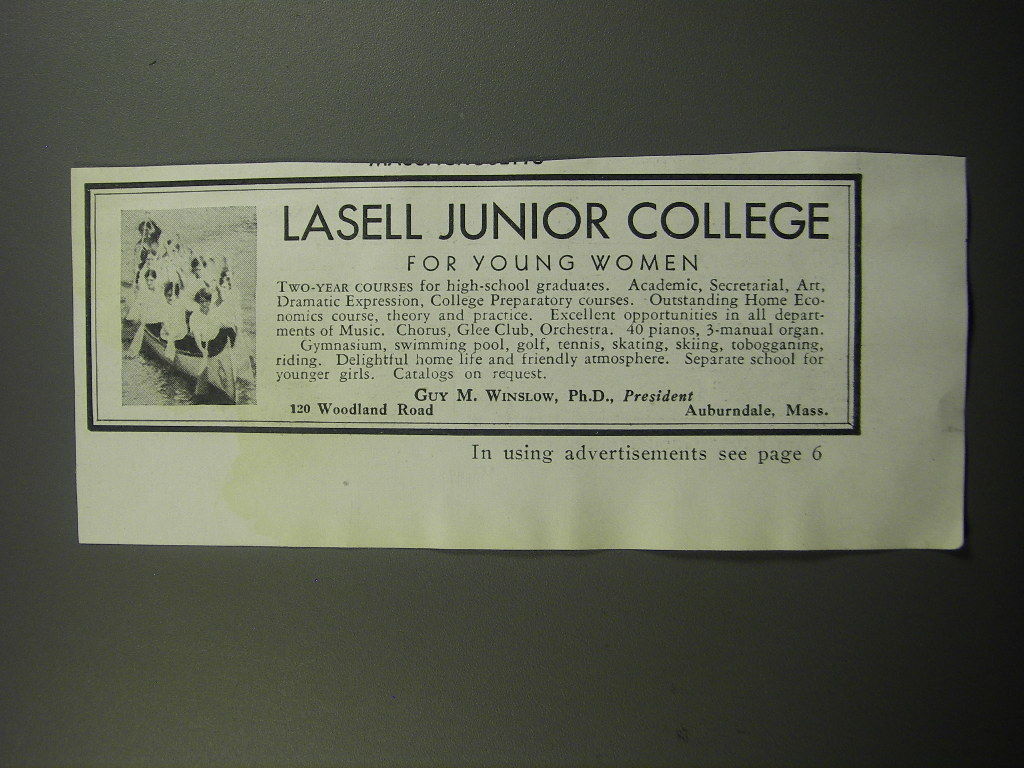 LASELL JUNIOR COLLEGE
FOR YOUNG WOMEN
TWO-YEAR COURSES for high-school graduates. Academic, Secretarial, Art,
Dramatic Expression, College Preparatory courses. Outstanding Home Eco-
nomics course, theory and practice. Excellent opportunities in all depart-
ments of Music. Chorus, Glee Club, Orchestra. 40 pianos, 3-manual organ.
Gymnasium, swimming pool, golf, tennis, skating, skiing, tobogganing,
riding. Delightful home life and friendly atmosphere. Separate school for
younger girls. Catalogs on request.
GUY M. WINSLOW, Ph.D., President
120 Woodland Road Auburndale, Mass.
In using advertisements see page 6